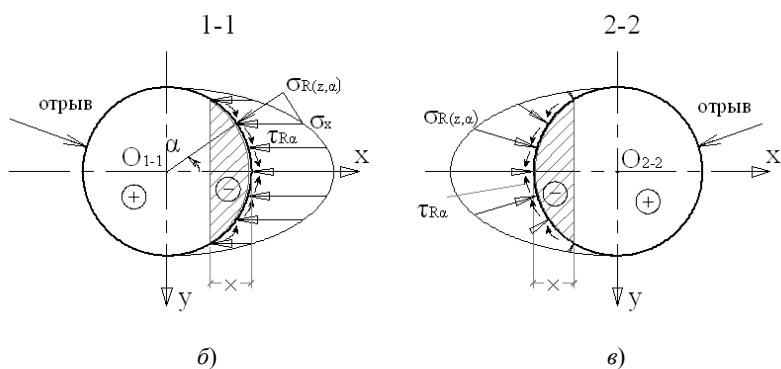 1-1
2-2
отрыв
σR(z,α)
σx
τRα
α
O1-1
x
+
−
x
y
σR(z,α)
отрыв
x
O2-2
τRα
−
+
x
y
б)
в)